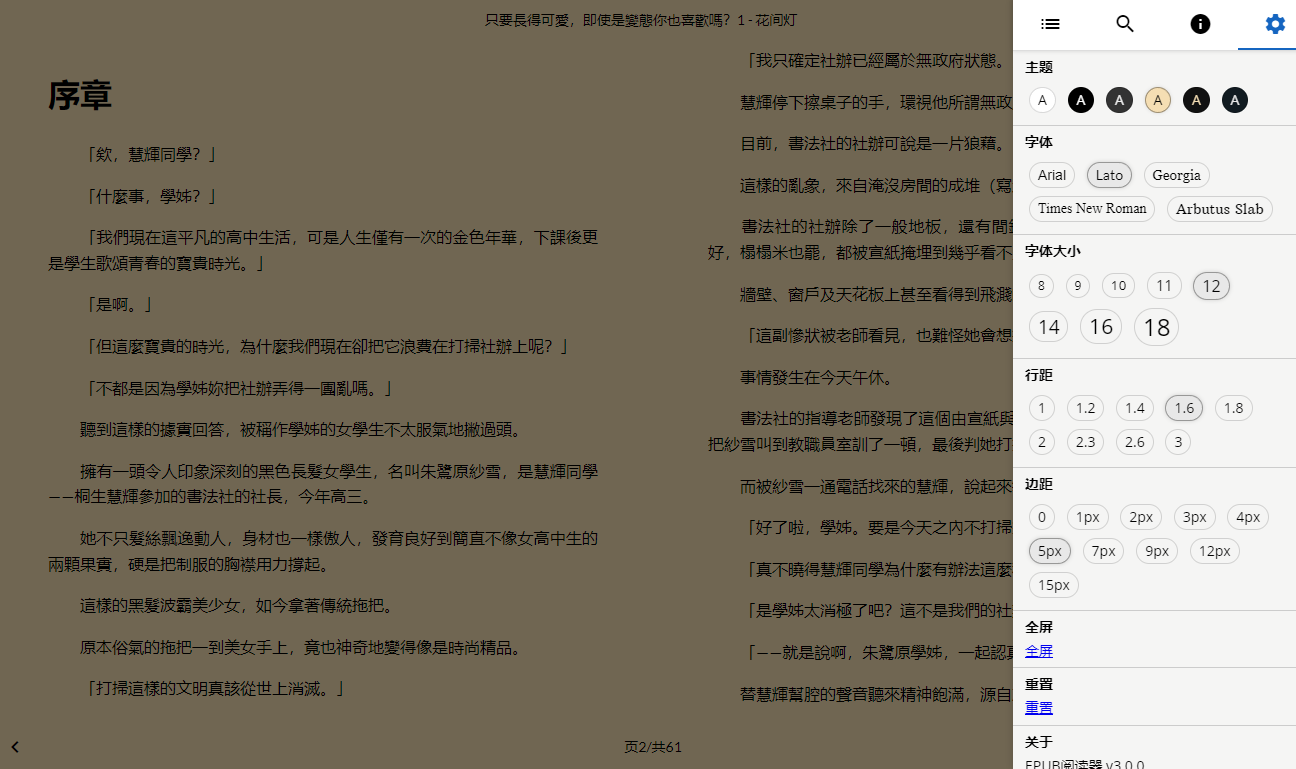 只要長得可愛，即使是變態你也喜歡嗎？1 - 花间灯
序章
「欸，慧輝同學？」
「什麼事，學姊？」
「我們現在這平凡的高中生活，可是人生僅有一次的金色年華，下課後更
是學生歌頌青春的寶貴時光。」
「是啊。」
「但這麼寶貴的時光，為什麼我們現在卻把它浪費在打掃社辦上呢？」
「不都是因為學姊妳把社辦弄得一團亂嗎。」
聽到這樣的據實回答，被稱作學姊的女學生不太服氣地撇過頭。
擁有一頭令人印象深刻的黑色長髮女學生，名叫朱鷺原紗雪，是慧輝同學
——桐生慧輝參加的書法社的社長，今年高三。
她不只髮絲飄逸動人，身材也一樣傲人，發育良好到簡直不像女高中生的
兩顆果實，硬是把制服的胸襟用力撐起。
這樣的黑髮波霸美少女，如今拿著傳統拖把。
原本俗氣的拖把一到美女手上，竟也神奇地變得像是時尚精品。
「打掃這樣的文明真該從世上消滅。」
「我只確定社辦已經屬於無政府狀態。
慧輝停下擦桌子的手，環視他所謂無政
目前，書法社的社辦可說是一片狼藉。
這樣的亂象，來自淹沒房間的成堆（寫
書法社的社辦除了一般地板，還有間
好，榻榻米也罷，都被宣紙掩埋到幾乎看不
牆壁、窗戶及天花板上甚至看得到飛濺
「這副慘狀被老師看見，也難怪她會想
事情發生在今天午休。
書法社的指導老師發現了這個由宣紙與
把紗雪叫到教職員室訓了一頓，最後判她打
而被紗雪一通電話找來的慧輝，說起來
「好了啦，學姊。要是今天之內不打掃
「真不曉得慧輝同學為什麼有辦法這麼
「是學姊太消極了吧？這不是我們的社
「——就是說啊，朱鷺原學姊，一起認真
替慧輝幫腔的聲音聽來精神飽滿，源自
页2/共61
主题
A A A A A A
字体
Arial Lato Georgia
Times New Roman Arbutus Slab
字体大小
8 9 10 11 12
14 16 18
行距
1 1.2 1.4 1.6 1.8
2 2.3 2.6 3
边距
0 1px 2px 3px 4px
5px 7px 9px 12px
15px
全屏
全屏
重置
重置
关于
EPUB阅读器 v3.0.0